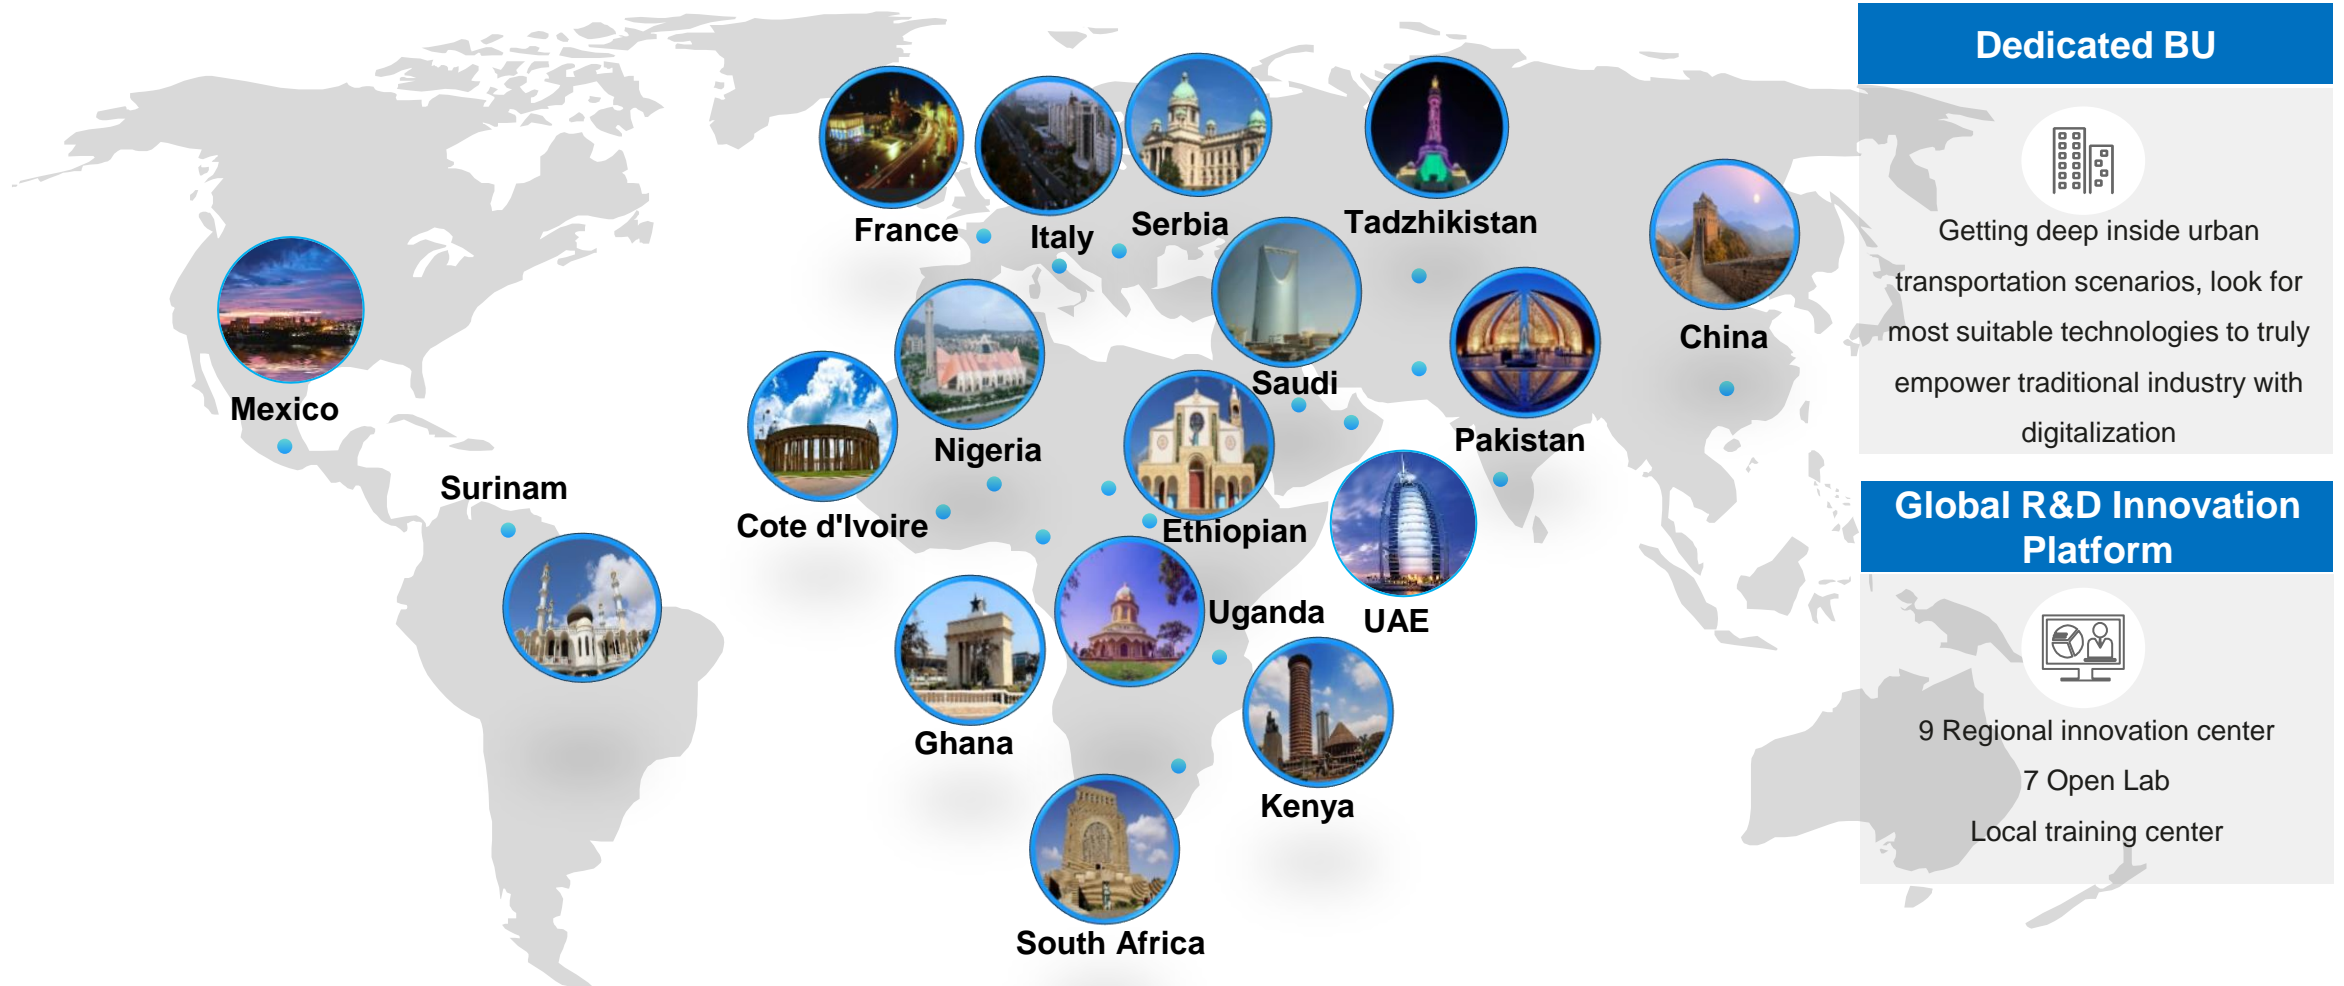 France
Italy
Serbia
Tadzhikistan
China
Mexico
Saudi
Pakistan
Nigeria
Surinam
Cote d'Ivoire
Ethiopian
Uganda
UAE
Ghana
Kenya
South Africa
Dedicated BU
Getting deep inside urban
transportation scenarios, look for
most suitable technologies to truly
empower traditional industry with
digitalization
Global R&D Innovation
Platform
9 Regional innovation center
7 Open Lab
Local training center